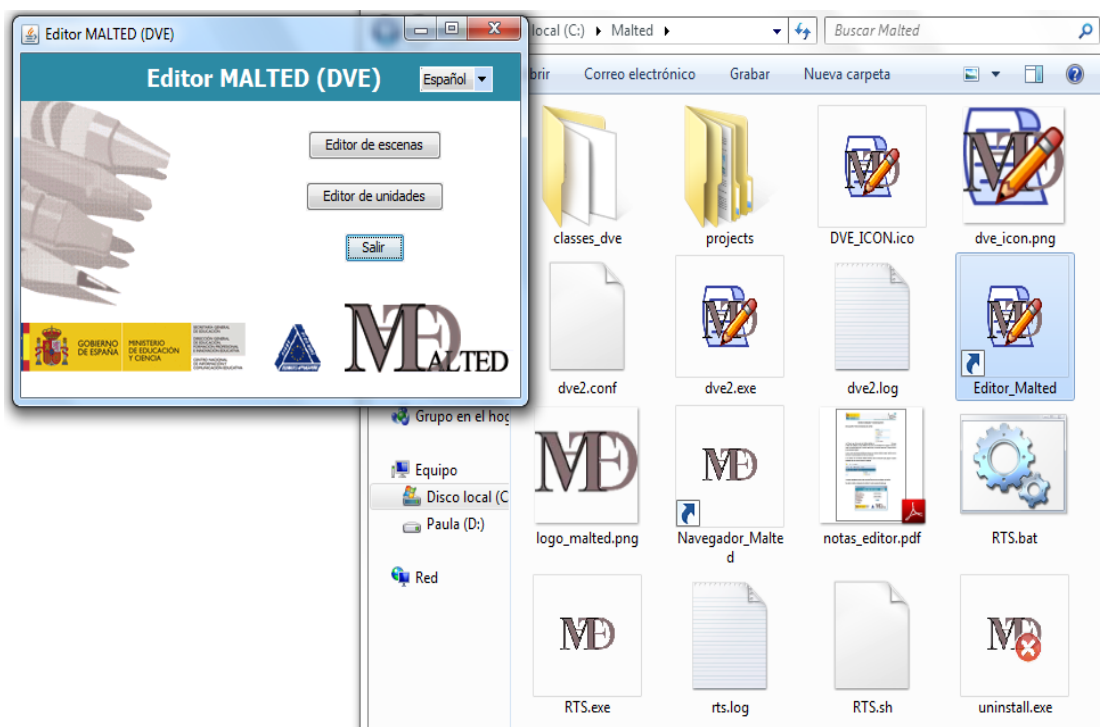 Editor MALTED (DVE)
Editor MALTED (DVE)
Español
Editor de escenas
Editor de unidades
Salir
GOBIERNO
DE ESPAÑA
MINISTERIO
DE EDUCACIÓN
Y CIENCIA
MALTED
local (C:) Malted
Buscar Malted
brir Correo electrónico Grabar Nueva carpeta
Grupo en el hog
Equipo
Disco local (C
Paula (D:)
Red
classes_dve
projects
DVE_ICON.ico
dve_icon.png
dve2.conf
dve2.exe
dve2.log
Editor_Malted
logo_malted.png
Navegador_Malte
d
notas_editor.pdf
RTS.bat
RTS.exe
rts.log
RTS.sh
uninstall.exe